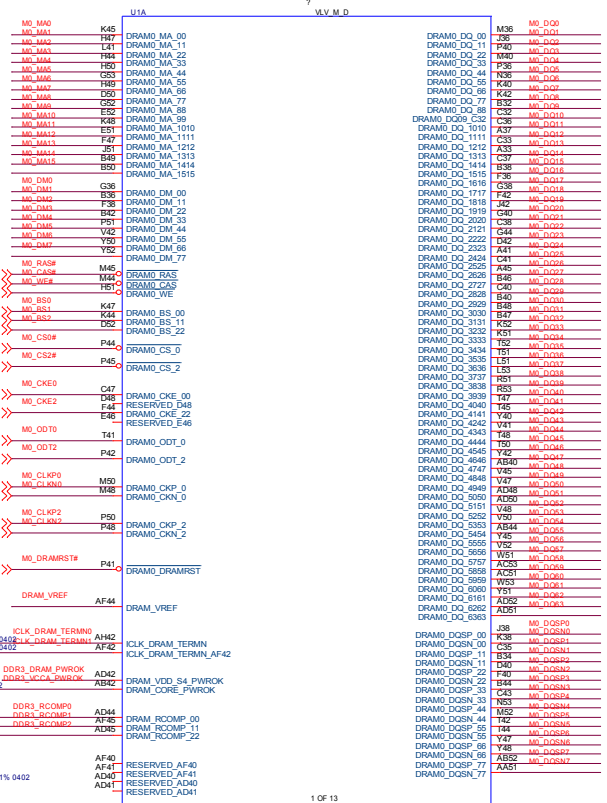 ?
U1A
VLV_M_D
M0_MA0 K45 DRAM0_MA_00
M0_MA1 H47 DRAM0_MA_11
M0_MA2 L41 DRAM0_MA_22
M0_MA3 H44 DRAM0_MA_33
M0_MA4 H50 DRAM0_MA_44
M0_MA5 G53 DRAM0_MA_55
M0_MA6 H49 DRAM0_MA_66
M0_MA7 D50 DRAM0_MA_77
M0_MA8 G52 DRAM0_MA_88
M0_MA9 E52 DRAM0_MA_99
M0_MA10 K48 DRAM0_MA_1010
M0_MA11 E51 DRAM0_MA_1111
M0_MA12 F47 DRAM0_MA_1212
M0_MA13 J51 DRAM0_MA_1313
M0_MA14 B49 DRAM0_MA_1414
M0_MA15 B50 DRAM0_MA_1515
M0_DM0 G36 DRAM0_DM_00
M0_DM1 B36 DRAM0_DM_11
M0_DM2 F38 DRAM0_DM_22
M0_DM3 B42 DRAM0_DM_33
M0_DM4 P51 DRAM0_DM_44
M0_DM5 V42 DRAM0_DM_55
M0_DM6 Y50 DRAM0_DM_66
M0_DM7 Y52 DRAM0_DM_77
M0_RAS# M45 DRAM0_RAS
M0_CAS# M44 DRAM0_CAS
M0_WE# H51 DRAM0_WE
M0_BS0 K47 DRAM0_BS_00
M0_BS1 K44 DRAM0_BS_11
M0_BS2 D52 DRAM0_BS_22
M0_CS0# P44 DRAM0_CS_0
M0_CS2# P45 DRAM0_CS_2
M0_CKE0 C47 DRAM0_CKE_00
D48 RESERVED_D48
M0_CKE2 F44 DRAM0_CKE_22
E46 RESERVED_E46
M0_ODT0 T41 DRAM0_ODT_0
M0_ODT2 P42 DRAM0_ODT_2
M0_CLKP0 M50 DRAM0_CKP_0
M0_CLKN0 M48 DRAM0_CKN_0
M0_CLKP2 P50 DRAM0_CKP_2
M0_CLKN2 P48 DRAM0_CKN_2
M0_DRAMRST# P41 DRAM0_DRAMRST
DRAM_VREF AF44 DRAM_VREF
0402 ICLK_DRAM_TERMN0 AH42 ICLK_DRAM_TERMN
0402 ICLK_DRAM_TERMN1 AF42 ICLK_DRAM_TERMN_AF42
DDR3_DRAM_PWROK AD42 DRAM_VDD_S4_PWROK
DDR3_VCCA_PWROK AB42 DRAM_CORE_PWROK
DDR3_RCOMP0 AD44 DRAM_RCOMP_00
DDR3_RCOMP1 AF45 DRAM_RCOMP_11
DDR3_RCOMP2 AD45 DRAM_RCOMP_22
AF40 RESERVED_AF40
AF41 RESERVED_AF41
1% 0402 AD40 RESERVED_AD40
AD41 RESERVED_AD41
DRAM0_DQ_00 M36 M0_DQ0
DRAM0_DQ_11 J36 M0_DQ1
DRAM0_DQ_22 P40 M0_DQ2
DRAM0_DQ_33 M40 M0_DQ3
DRAM0_DQ_44 P36 M0_DQ4
DRAM0_DQ_55 N36 M0_DQ5
DRAM0_DQ_66 K40 M0_DQ6
DRAM0_DQ_77 K42 M0_DQ7
DRAM0_DQ_88 B32 M0_DQ8
DRAM0_DQ09_C32 C32 M0_DQ9
DRAM0_DQ_1010 C36 M0_DQ10
DRAM0_DQ_1111 A37 M0_DQ11
DRAM0_DQ_1212 C33 M0_DQ12
DRAM0_DQ_1313 A33 M0_DQ13
DRAM0_DQ_1414 C37 M0_DQ14
DRAM0_DQ_1515 B38 M0_DQ15
DRAM0_DQ_1616 F36 M0_DQ16
DRAM0_DQ_1717 G38 M0_DQ17
DRAM0_DQ_1818 F42 M0_DQ18
DRAM0_DQ_1919 J42 M0_DQ19
DRAM0_DQ_2020 G40 M0_DQ20
DRAM0_DQ_2121 C38 M0_DQ21
DRAM0_DQ_2222 G44 M0_DQ22
DRAM0_DQ_2323 D42 M0_DQ23
DRAM0_DQ_2424 A41 M0_DQ24
DRAM0_DQ_2525 C41 M0_DQ25
DRAM0_DQ_2626 A45 M0_DQ26
DRAM0_DQ_2727 B46 M0_DQ27
DRAM0_DQ_2828 C40 M0_DQ28
DRAM0_DQ_2929 B40 M0_DQ29
DRAM0_DQ_3030 B48 M0_DQ30
DRAM0_DQ_3131 B47 M0_DQ31
DRAM0_DQ_3232 K52 M0_DQ32
DRAM0_DQ_3333 K51 M0_DQ33
DRAM0_DQ_3434 T52 M0_DQ34
DRAM0_DQ_3535 T51 M0_DQ35
DRAM0_DQ_3636 L51 M0_DQ36
DRAM0_DQ_3737 L53 M0_DQ37
DRAM0_DQ_3838 R51 M0_DQ38
DRAM0_DQ_3939 R53 M0_DQ39
DRAM0_DQ_4040 T47 M0_DQ40
DRAM0_DQ_4141 T45 M0_DQ41
DRAM0_DQ_4242 Y40 M0_DQ42
DRAM0_DQ_4343 V41 M0_DQ43
DRAM0_DQ_4444 T48 M0_DQ44
DRAM0_DQ_4545 T50 M0_DQ45
DRAM0_DQ_4646 Y42 M0_DQ46
DRAM0_DQ_4747 AB40 M0_DQ47
DRAM0_DQ_4848 V45 M0_DQ48
DRAM0_DQ_4949 V47 M0_DQ49
DRAM0_DQ_5050 AD48 M0_DQ50
DRAM0_DQ_5151 AD50 M0_DQ51
DRAM0_DQ_5252 V48 M0_DQ52
DRAM0_DQ_5353 V50 M0_DQ53
DRAM0_DQ_5454 AB44 M0_DQ54
DRAM0_DQ_5555 Y45 M0_DQ55
DRAM0_DQ_5656 V52 M0_DQ56
DRAM0_DQ_5757 W51 M0_DQ57
DRAM0_DQ_5858 AC53 M0_DQ58
DRAM0_DQ_5959 AC51 M0_DQ59
DRAM0_DQ_6060 W53 M0_DQ60
DRAM0_DQ_6161 Y51 M0_DQ61
DRAM0_DQ_6262 AD52 M0_DQ62
DRAM0_DQ_6363 AD51 M0_DQ63
DRAM0_DQSP_00 J38 M0_DQSP0
DRAM0_DQSN_00 K38 M0_DQSN0
DRAM0_DQSP_11 C35 M0_DQSP1
DRAM0_DQSN_11 B34 M0_DQSN1
DRAM0_DQSP_22 D40 M0_DQSP2
DRAM0_DQSN_22 F40 M0_DQSN2
DRAM0_DQSP_33 B44 M0_DQSP3
DRAM0_DQSN_33 C43 M0_DQSN3
DRAM0_DQSP_44 N53 M0_DQSP4
DRAM0_DQSN_44 M52 M0_DQSN4
DRAM0_DQSP_55 T42 M0_DQSP5
DRAM0_DQSN_55 T44 M0_DQSN5
DRAM0_DQSP_66 Y47 M0_DQSP6
DRAM0_DQSN_66 Y48 M0_DQSN6
DRAM0_DQSP_77 AB52 M0_DQSP7
DRAM0_DQSN_77 AA51 M0_DQSN7
1 OF 13